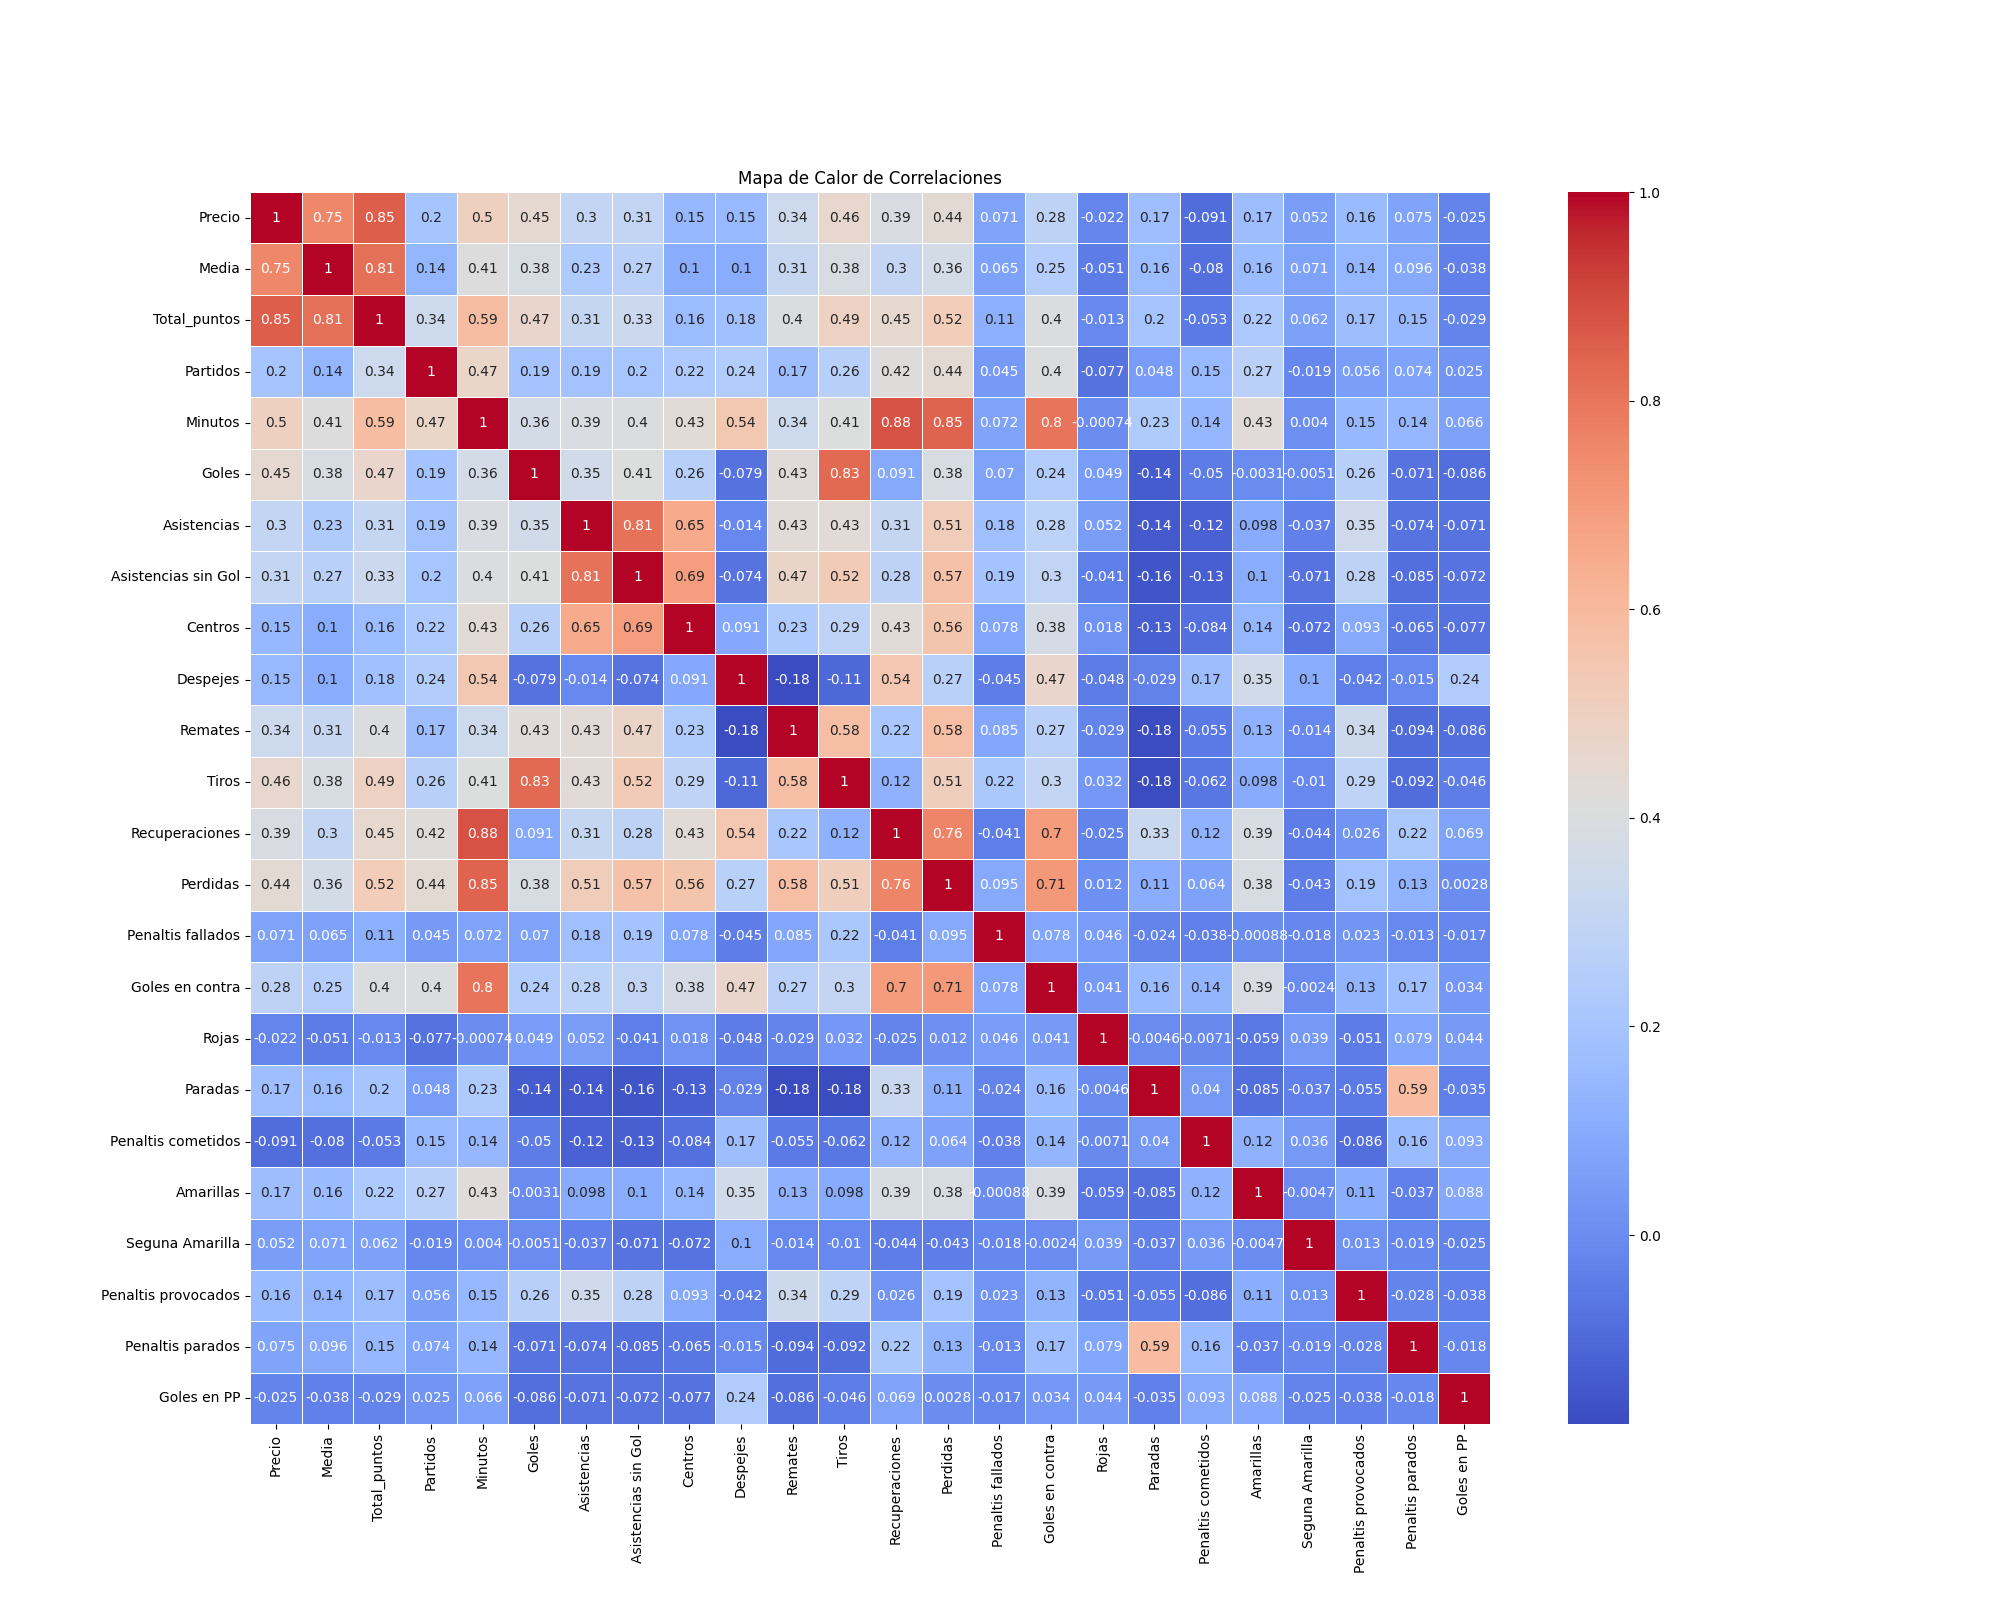 Mapa de Calor de Correlaciones
Precio 1 0.75 0.85 0.2 0.5 0.45 0.3 0.31 0.15 0.15 0.34 0.46 0.39 0.44 0.071 0.28 -0.022 0.17 -0.091 0.17 0.052 0.16 0.075 -0.025
Media 0.75 1 0.81 0.14 0.41 0.38 0.23 0.27 0.1 0.1 0.31 0.38 0.3 0.36 0.065 0.25 -0.051 0.16 -0.08 0.16 0.071 0.14 0.096 -0.038
Total_puntos 0.85 0.81 1 0.34 0.59 0.47 0.31 0.33 0.16 0.18 0.4 0.49 0.45 0.52 0.11 0.4 -0.013 0.2 -0.053 0.22 0.062 0.17 0.15 -0.029
Partidos 0.2 0.14 0.34 1 0.47 0.19 0.19 0.2 0.22 0.24 0.17 0.26 0.42 0.44 0.045 0.4 -0.077 0.048 0.15 0.27 -0.019 0.056 0.074 0.025
Minutos 0.5 0.41 0.59 0.47 1 0.36 0.39 0.4 0.43 0.54 0.34 0.41 0.88 0.85 0.072 0.8 -0.00074 0.23 0.14 0.43 0.004 0.15 0.14 0.066
Goles 0.45 0.38 0.47 0.19 0.36 1 0.35 0.41 0.26 -0.079 0.43 0.83 0.091 0.38 0.07 0.24 0.049 -0.14 -0.05 -0.0031 -0.0051 0.26 -0.071 -0.086
Asistencias 0.3 0.23 0.31 0.19 0.39 0.35 1 0.81 0.65 -0.014 0.43 0.43 0.31 0.51 0.18 0.28 0.052 -0.14 -0.12 0.098 -0.037 0.35 -0.074 -0.071
Asistencias sin Gol 0.31 0.27 0.33 0.2 0.4 0.41 0.81 1 0.69 -0.074 0.47 0.52 0.28 0.57 0.19 0.3 -0.041 -0.16 -0.13 0.1 -0.071 0.28 -0.085 -0.072
Centros 0.15 0.1 0.16 0.22 0.43 0.26 0.65 0.69 1 0.091 0.23 0.29 0.43 0.56 0.078 0.38 0.018 -0.13 -0.084 0.14 -0.072 0.093 -0.065 -0.077
Despejes 0.15 0.1 0.18 0.24 0.54 -0.079 -0.014 -0.074 0.091 1 -0.18 -0.11 0.54 0.27 -0.045 0.47 -0.048 -0.029 0.17 0.35 0.1 -0.042 -0.015 0.24
Remates 0.34 0.31 0.4 0.17 0.34 0.43 0.43 0.47 0.23 -0.18 1 0.58 0.22 0.58 0.085 0.27 -0.029 -0.18 -0.055 0.13 -0.014 0.34 -0.094 -0.086
Tiros 0.46 0.38 0.49 0.26 0.41 0.83 0.43 0.52 0.29 -0.11 0.58 1 0.12 0.51 0.22 0.3 0.032 -0.18 -0.062 0.098 -0.01 0.29 -0.092 -0.046
Recuperaciones 0.39 0.3 0.45 0.42 0.88 0.091 0.31 0.28 0.43 0.54 0.22 0.12 1 0.76 -0.041 0.7 -0.025 0.33 0.12 0.39 -0.044 0.026 0.22 0.069
Perdidas 0.44 0.36 0.52 0.44 0.85 0.38 0.51 0.57 0.56 0.27 0.58 0.51 0.76 1 0.095 0.71 0.012 0.11 0.064 0.38 -0.043 0.19 0.13 0.0028
Penaltis fallados 0.071 0.065 0.11 0.045 0.072 0.07 0.18 0.19 0.078 -0.045 0.085 0.22 -0.041 0.095 1 0.078 0.046 -0.024 -0.038 -0.00088 -0.018 0.023 -0.013 -0.017
Goles en contra 0.28 0.25 0.4 0.4 0.8 0.24 0.28 0.3 0.38 0.47 0.27 0.3 0.7 0.71 0.078 1 0.041 0.16 0.14 0.39 -0.0024 0.13 0.17 0.034
Rojas -0.022 -0.051 -0.013 -0.077 -0.00074 0.049 0.052 -0.041 0.018 -0.048 -0.029 0.032 -0.025 0.012 0.046 0.041 1 -0.0046 -0.0071 -0.059 0.039 -0.051 0.079 0.044
Paradas 0.17 0.16 0.2 0.048 0.23 -0.14 -0.14 -0.16 -0.13 -0.029 -0.18 -0.18 0.33 0.11 -0.024 0.16 -0.0046 1 0.04 -0.085 -0.037 -0.055 0.59 -0.035
Penaltis cometidos -0.091 -0.08 -0.053 0.15 0.14 -0.05 -0.12 -0.13 -0.084 0.17 -0.055 -0.062 0.12 0.064 -0.038 0.14 -0.0071 0.04 1 0.12 0.036 -0.086 0.16 0.093
Amarillas 0.17 0.16 0.22 0.27 0.43 -0.0031 0.098 0.1 0.14 0.35 0.13 0.098 0.39 0.38 -0.00088 0.39 -0.059 -0.085 0.12 1 -0.0047 0.11 -0.037 0.088
Seguna Amarilla 0.052 0.071 0.062 -0.019 0.004 -0.0051 -0.037 -0.071 -0.072 0.1 -0.014 -0.01 -0.044 -0.043 -0.018 -0.0024 0.039 -0.037 0.036 -0.0047 1 0.013 -0.019 -0.025
Penaltis provocados 0.16 0.14 0.17 0.056 0.15 0.26 0.35 0.28 0.093 -0.042 0.34 0.29 0.026 0.19 0.023 0.13 -0.051 -0.055 -0.086 0.11 0.013 1 -0.028 -0.038
Penaltis parados 0.075 0.096 0.15 0.074 0.14 -0.071 -0.074 -0.085 -0.065 -0.015 -0.094 -0.092 0.22 0.13 -0.013 0.17 0.079 0.59 0.16 -0.037 -0.019 -0.028 1 -0.018
Goles en PP -0.025 -0.038 -0.029 0.025 0.066 -0.086 -0.071 -0.072 -0.077 0.24 -0.086 -0.046 0.069 0.0028 -0.017 0.034 0.044 -0.035 0.093 0.088 -0.025 -0.038 -0.018 1
Precio
Media
Total_puntos
Partidos
Minutos
Goles
Asistencias
Asistencias sin Gol
Centros
Despejes
Remates
Tiros
Recuperaciones
Perdidas
Penaltis fallados
Goles en contra
Rojas
Paradas
Penaltis cometidos
Amarillas
Seguna Amarilla
Penaltis provocados
Penaltis parados
Goles en PP
1.0
0.8
0.6
0.4
0.2
0.0